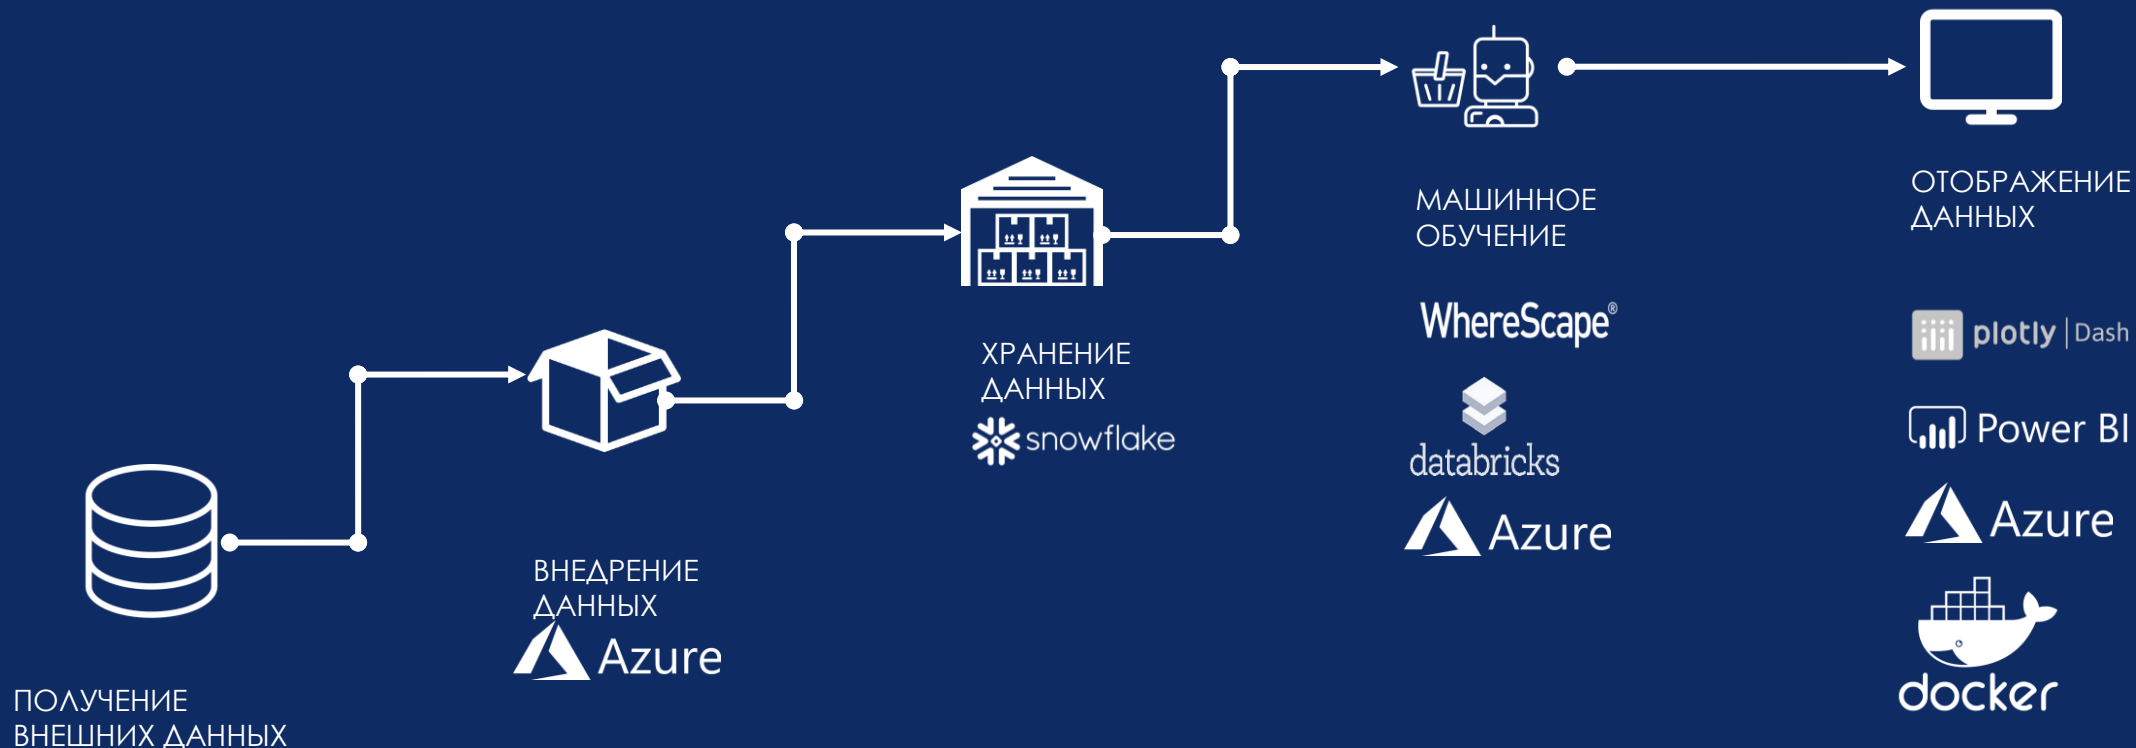 ПОЛУЧЕНИЕ
ВНЕШНИХ ДАННЫХ
ВНЕДРЕНИЕ
ДАННЫХ
Azure
ХРАНЕНИЕ
ДАННЫХ
snowflake
МАШИННОЕ
ОБУЧЕНИЕ
WhereScape®
databricks
Azure
ОТОБРАЖЕНИЕ
ДАННЫХ
plotly | Dash
Power BI
Azure
docker